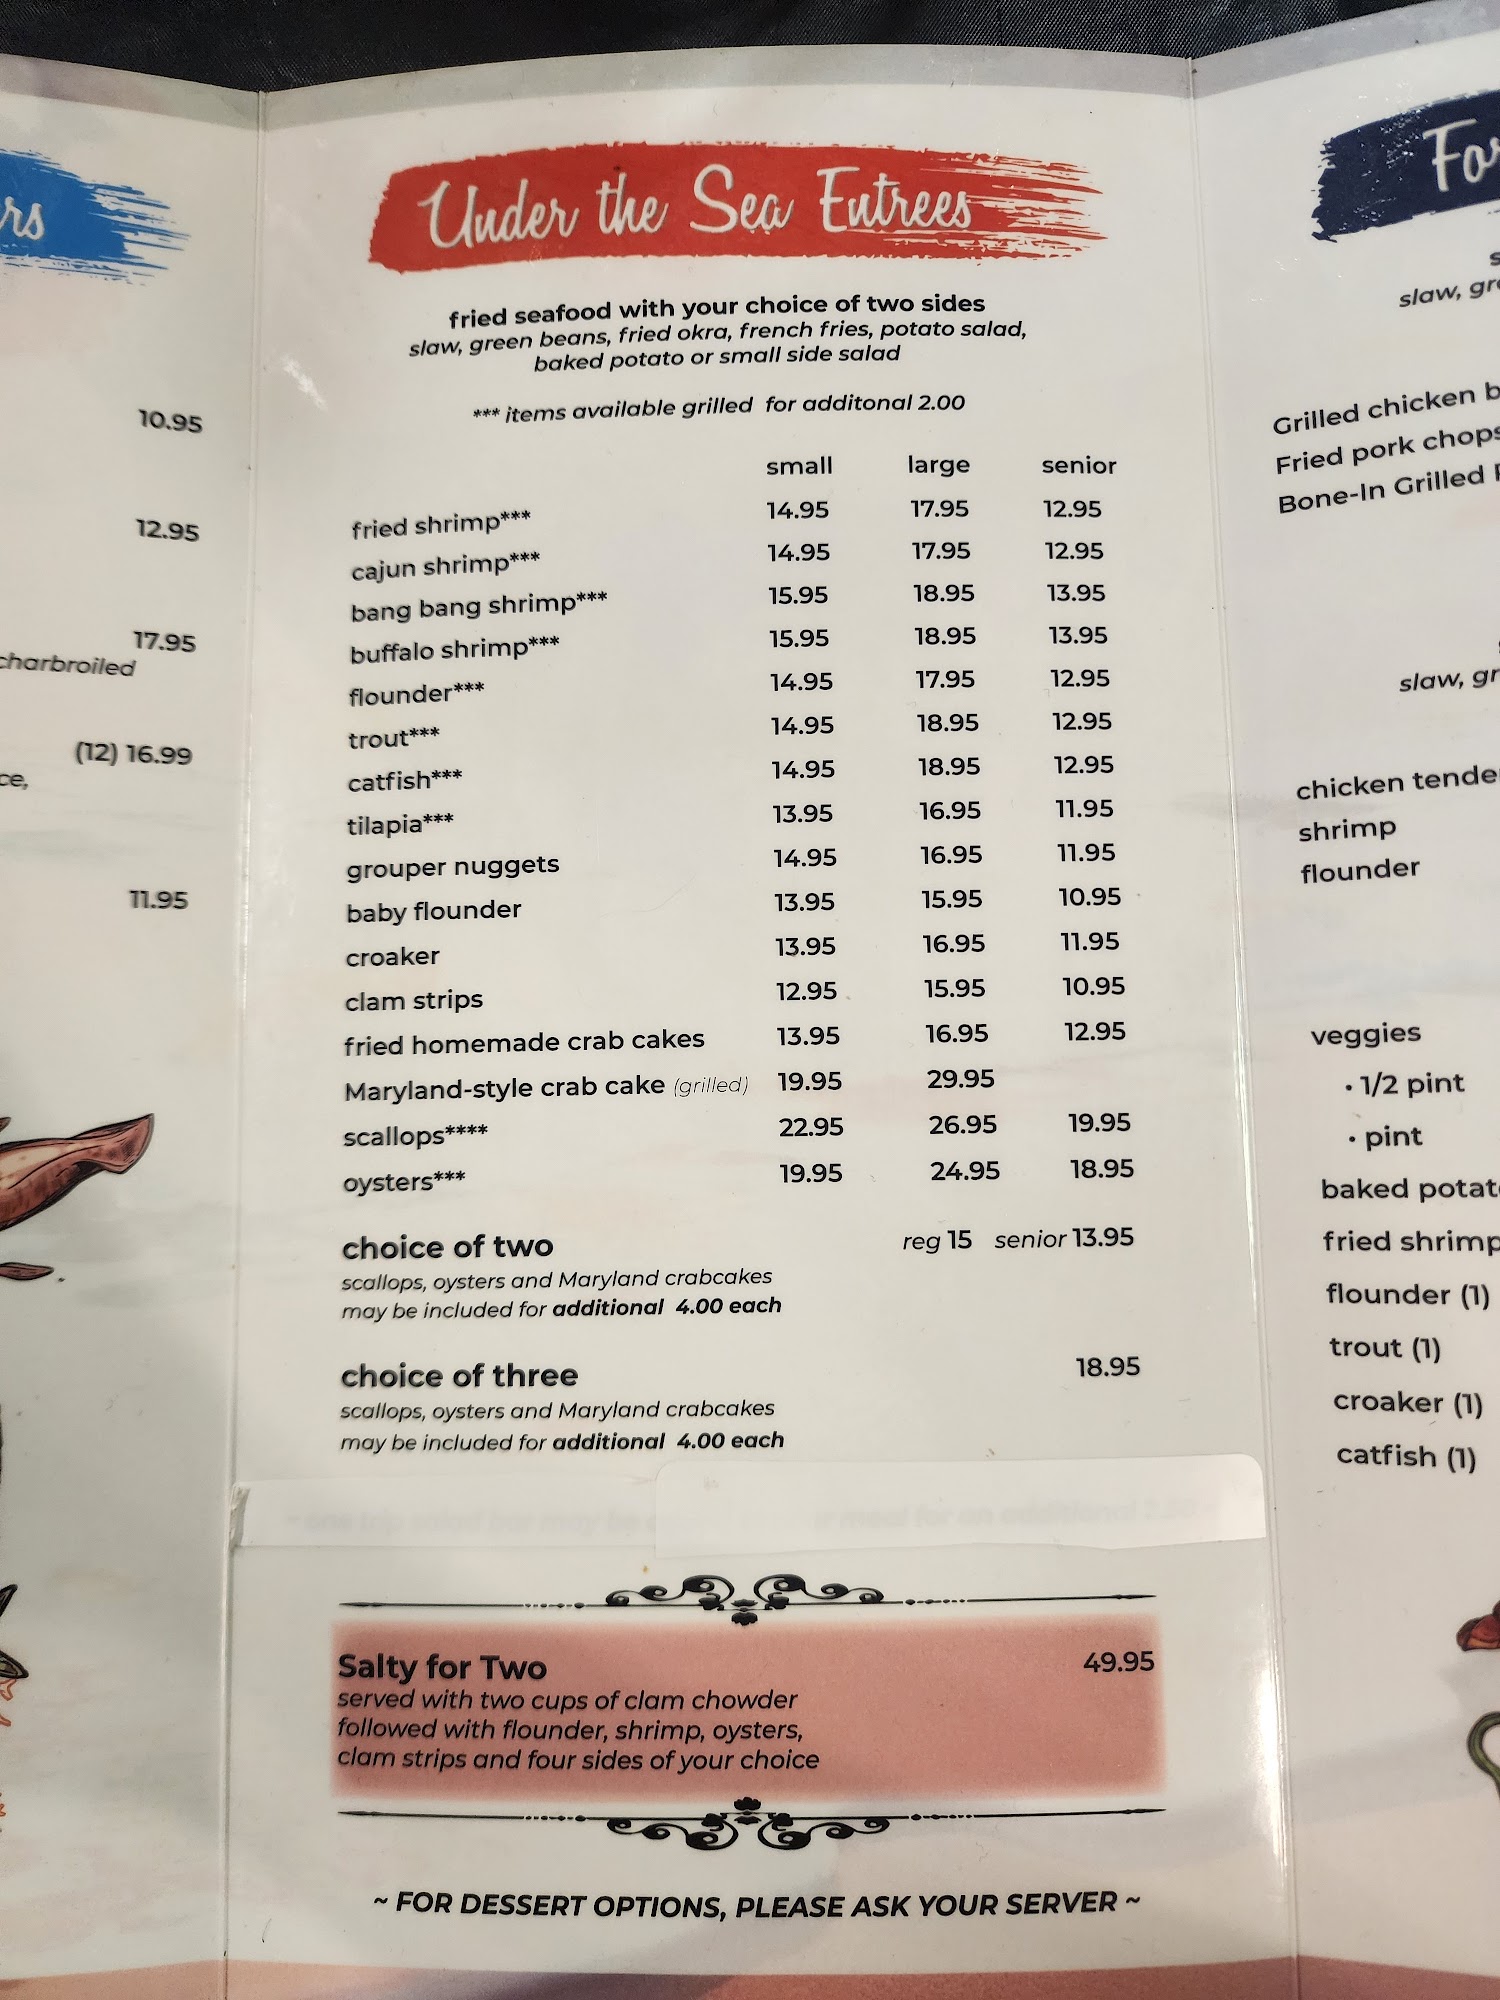 rs
10.95
12.95
17.95
charbroiled
(12) 16.99
ce,
11.95
Under the Sea Entrees
fried seafood with your choice of two sides
slaw, green beans, fried okra, french fries, potato salad,
baked potato or small side salad
*** items available grilled for additonal 2.00
small large senior
fried shrimp*** 14.95 17.95 12.95
cajun shrimp*** 14.95 17.95 12.95
bang bang shrimp*** 15.95 18.95 13.95
buffalo shrimp*** 15.95 18.95 13.95
flounder*** 14.95 17.95 12.95
trout*** 14.95 18.95 12.95
catfish*** 14.95 18.95 12.95
tilapia*** 13.95 16.95 11.95
grouper nuggets 14.95 16.95 11.95
baby flounder 13.95 15.95 10.95
croaker 13.95 16.95 11.95
clam strips 12.95 15.95 10.95
fried homemade crab cakes 13.95 16.95 12.95
Maryland-style crab cake (grilled) 19.95 29.95
scallops**** 22.95 26.95 19.95
oysters*** 19.95 24.95 18.95
choice of two reg 15 senior 13.95
scallops, oysters and Maryland crabcakes
may be included for additional 4.00 each
choice of three 18.95
scallops, oysters and Maryland crabcakes
may be included for additional 4.00 each
Salty for Two 49.95
served with two cups of clam chowder
followed with flounder, shrimp, oysters,
clam strips and four sides of your choice
~ FOR DESSERT OPTIONS, PLEASE ASK YOUR SERVER ~
slaw, gr
Grilled chicken b
Fried pork chops
Bone-In Grilled
slaw, gr
chicken tende
shrimp
flounder
veggies
• 1/2 pint
• pint
baked potat
fried shrimp
flounder (1)
trout (1)
croaker (1)
catfish (1)